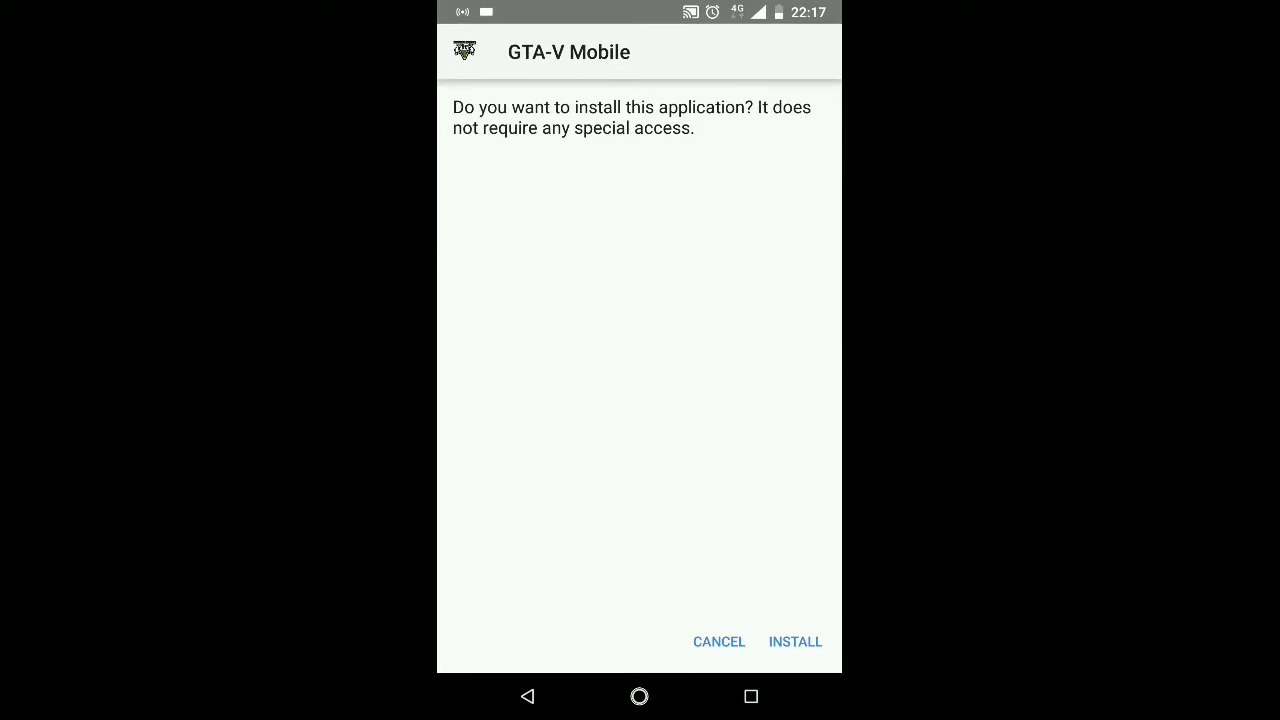 4G
22:17
GTA-V Mobile
Do you want to install this application? It does
not require any special access.
CANCEL
INSTALL